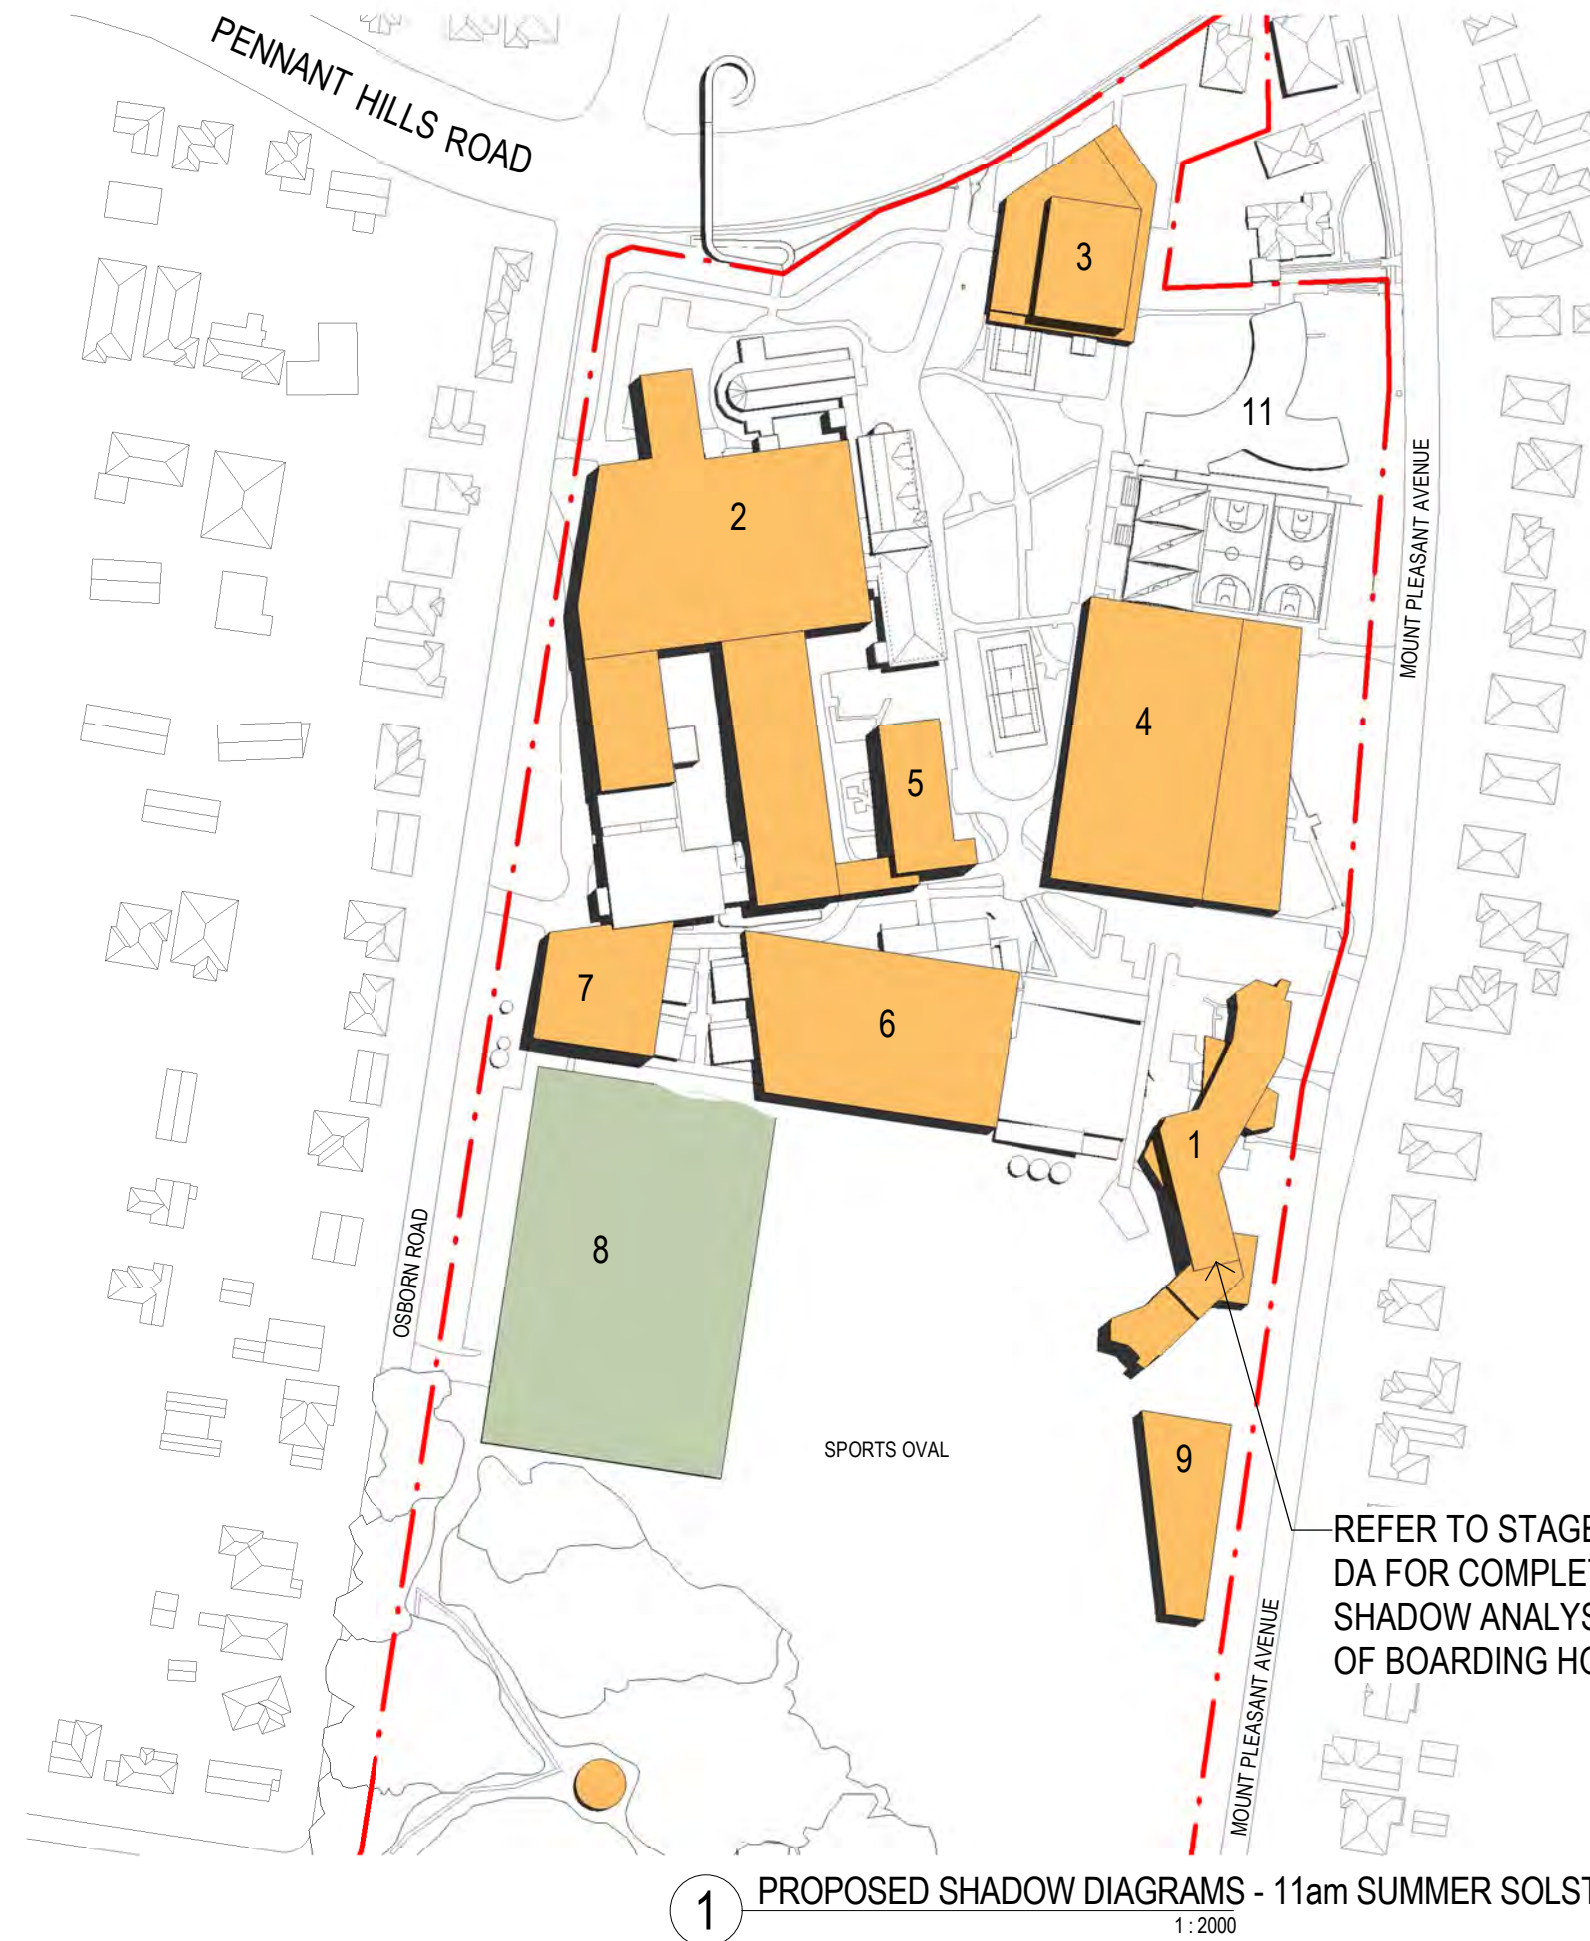 PENNANT HILLS ROAD
3
11
2
MOUNT PLEASANT AVENUE
4
5
7
6
1
8
OSBORN ROAD
SPORTS OVAL
9
REFER TO STAGE
DA FOR COMPLET
SHADOW ANALYS
OF BOARDING HO
MOUNT PLEASANT AVENUE
1
PROPOSED SHADOW DIAGRAMS - 11am SUMMER SOLST
1 : 2000